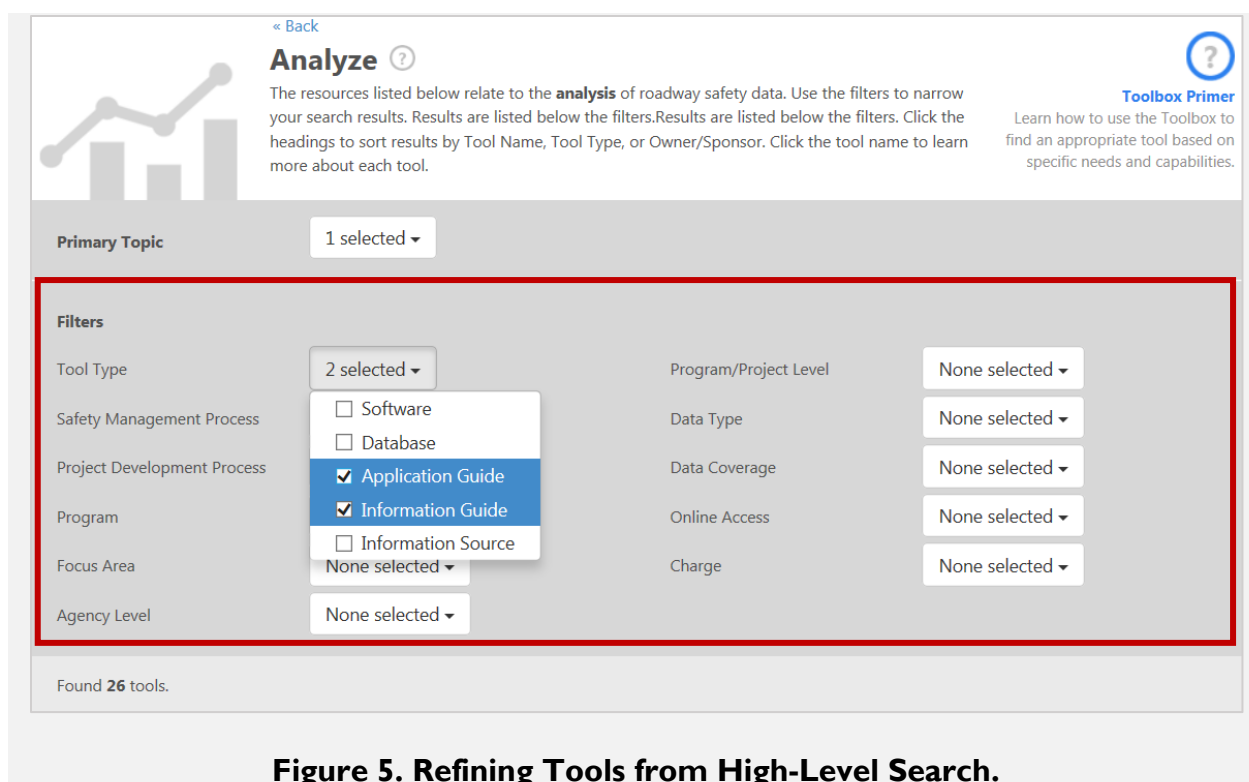 « Back
Analyze ?
The resources listed below relate to the analysis of roadway safety data. Use the filters to narrow
your search results. Results are listed below the filters.Results are listed below the filters. Click the
headings to sort results by Tool Name, Tool Type, or Owner/Sponsor. Click the tool name to learn
more about each tool.
?
Toolbox Primer
Learn how to use the Toolbox to
find an appropriate tool based on
specific needs and capabilities.
Primary Topic
1 selected
Filters
Tool Type
2 selected
Software
Database
Application Guide
Information Guide
Information Source
Safety Management Process
Project Development Process
Program
Focus Area
None selected
Agency Level
None selected
Program/Project Level
None selected
Data Type
None selected
Data Coverage
None selected
Online Access
None selected
Charge
None selected
Found 26 tools.
Figure 5. Refining Tools from High-Level Search.